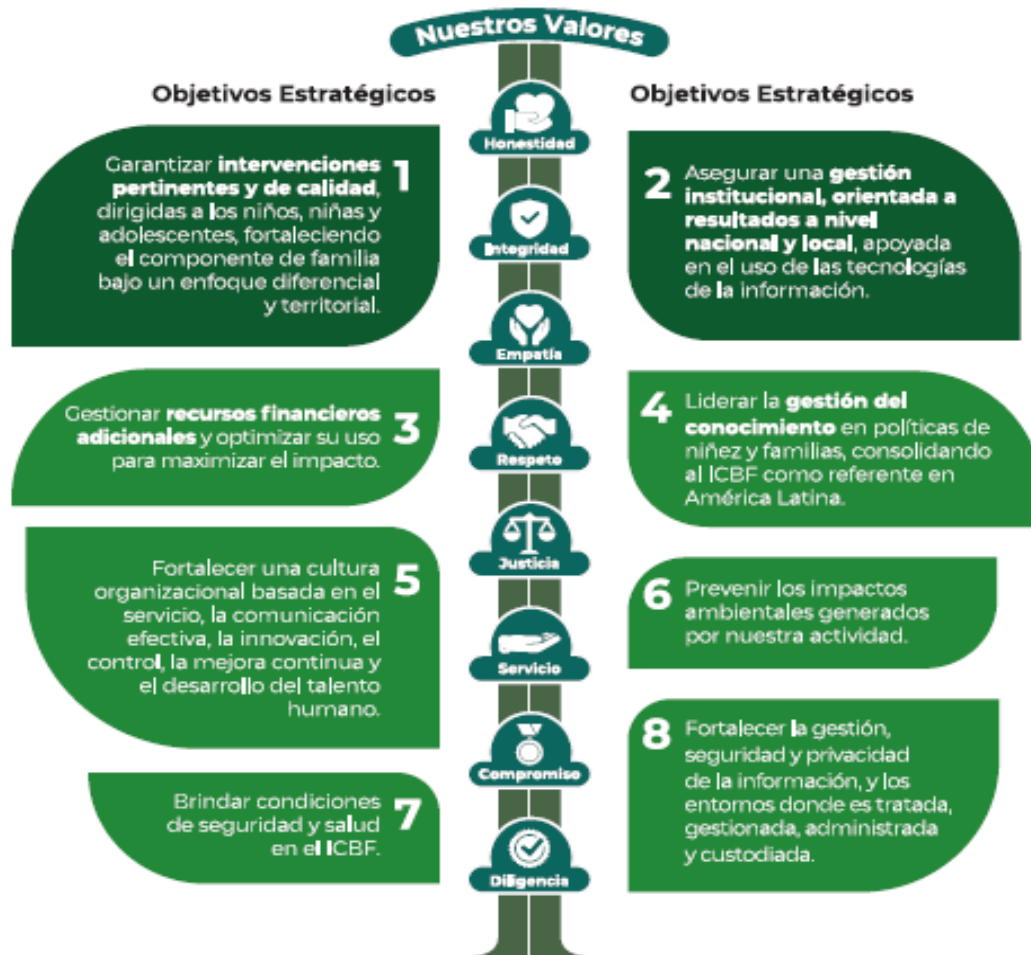 Nuestros Valores
Objetivos Estratégicos
Objetivos Estratégicos
Honestidad
1
Garantizar intervenciones
pertinentes y de calidad,
dirigidas a los niños, niñas y
adolescentes, fortaleciendo
el componente de familia
bajo un enfoque diferencial
y territorial.
2
Asegurar una gestión
institucional, orientada a
resultados a nivel
nacional y local, apoyada
en el uso de las tecnologías
de la información.
Integridad
Empatía
3
Gestionar recursos financieros
adicionales y optimizar su uso
para maximizar el impacto.
4
Liderar la gestión del
conocimiento en políticas de
niñez y familias, consolidando
al ICBF como referente en
América Latina.
Respeto
Justicia
5
Fortalecer una cultura
organizacional basada en el
servicio, la comunicación
efectiva, la innovación, el
control, la mejora continua y
el desarrollo del talento
humano.
6
Prevenir los impactos
ambientales generados
por nuestra actividad.
Servicio
Compromiso
7
Brindar condiciones
de seguridad y salud
en el ICBF.
8
Fortalecer la gestión,
seguridad y privacidad
de la información, y los
entornos donde es tratada,
gestionada, administrada
y custodiada.
Diligencia